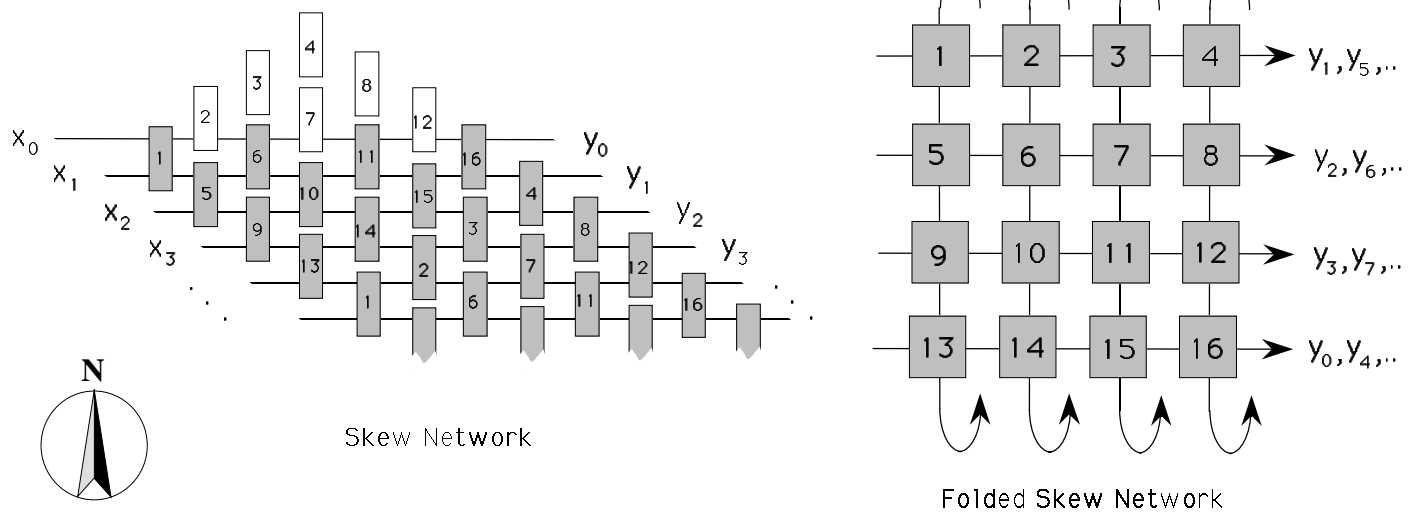 4
3 8
2 7 12
x0 1 6 11 16 y0
x1 5 10 15 4 y1
x2 9 14 3 8 y2
x3 13 2 7 12 y3
1 6 11 16
. . . .
N
Skew Network
1 2 3 4 y1,y5,..
5 6 7 8 y2,y6,..
9 10 11 12 y3,y7,..
13 14 15 16 y0,y4,..
Folded Skew Network